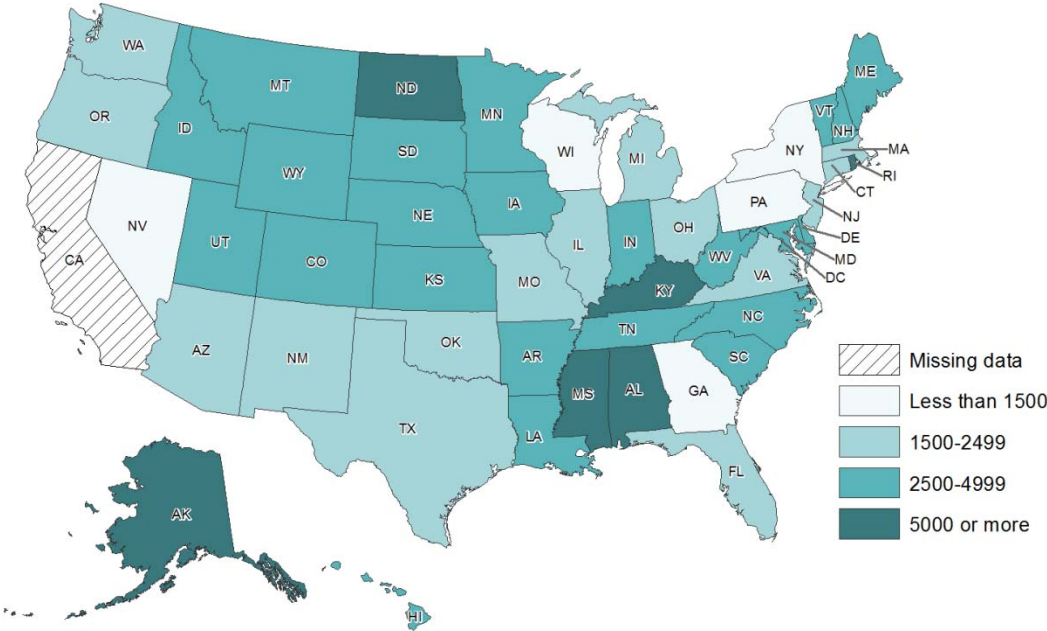 WA
MT
ND
MN
ME
OR
ID
SD
WI
MI
VT
NH
NY
MA
WY
RI
CT
PA
NE
IA
NJ
NV
UT
CO
IL
IN
OH
DE
MD
CA
KS
MO
WV
VA
DC
KY
NC
TN
OK
AZ
NM
AR
SC
MS
AL
GA
TX
LA
FL
AK
HI
Missing data
Less than 1500
1500-2499
2500-4999
5000 or more